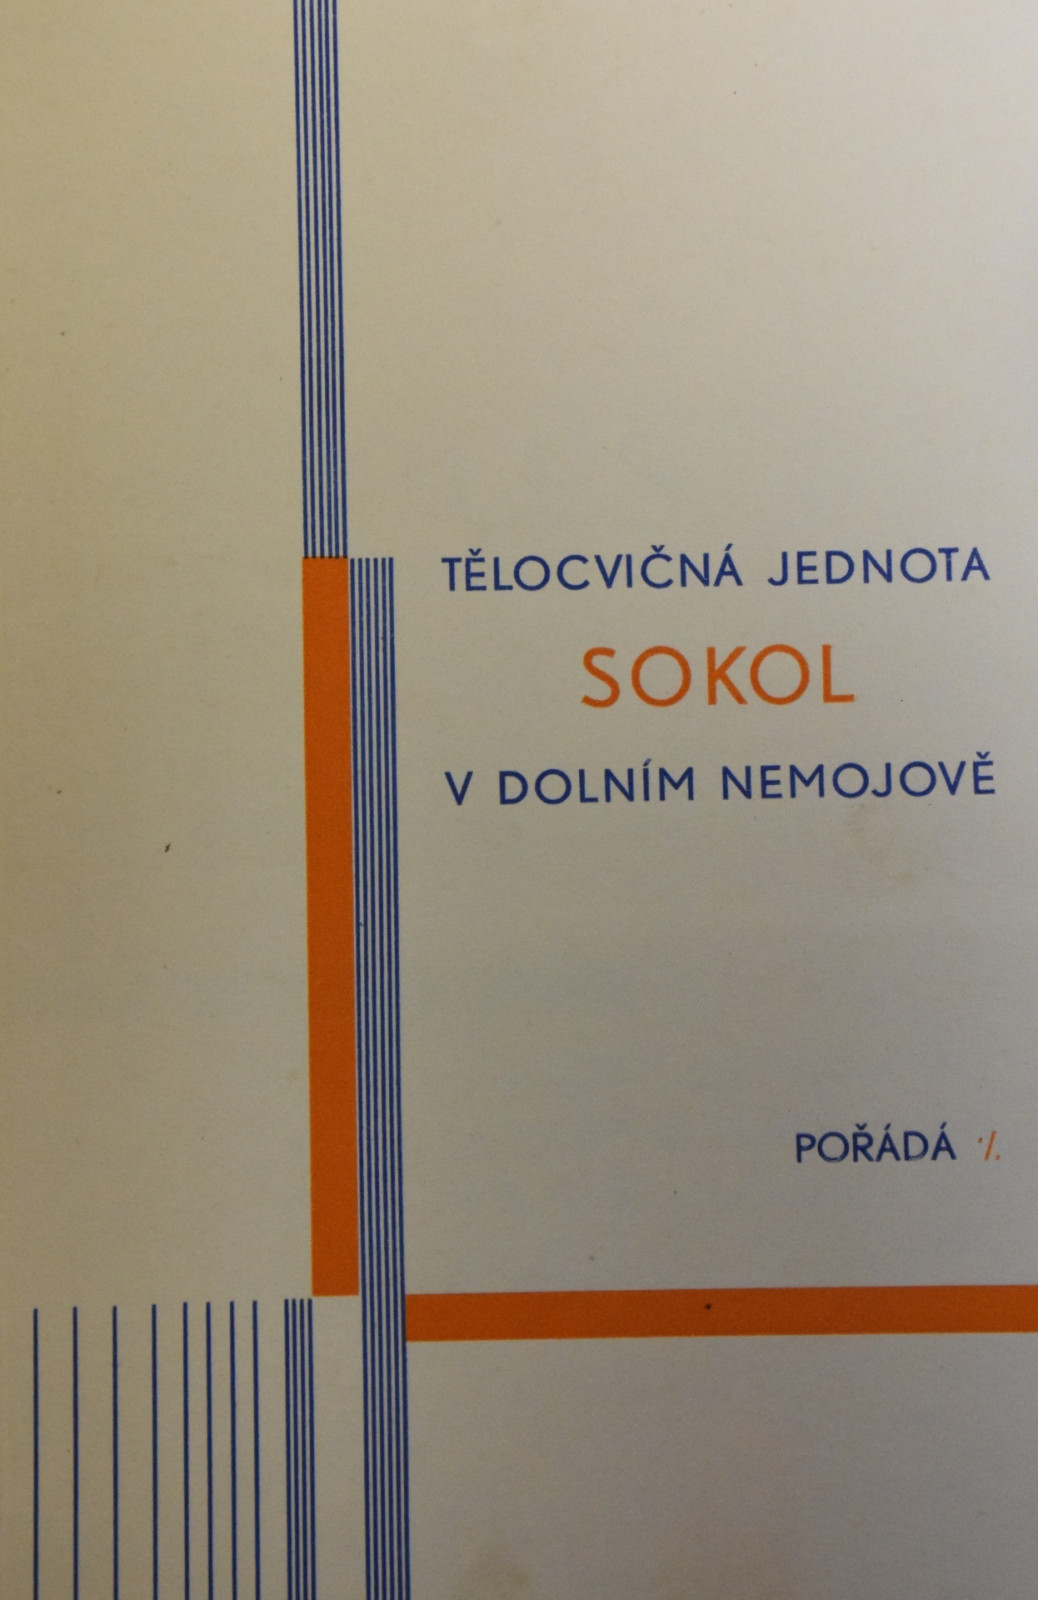 TĚLOCVIČNÁ JEDNOTA
SOKOL
V DOLNÍM NEMOJOVĚ
POŘÁDÁ ·/.